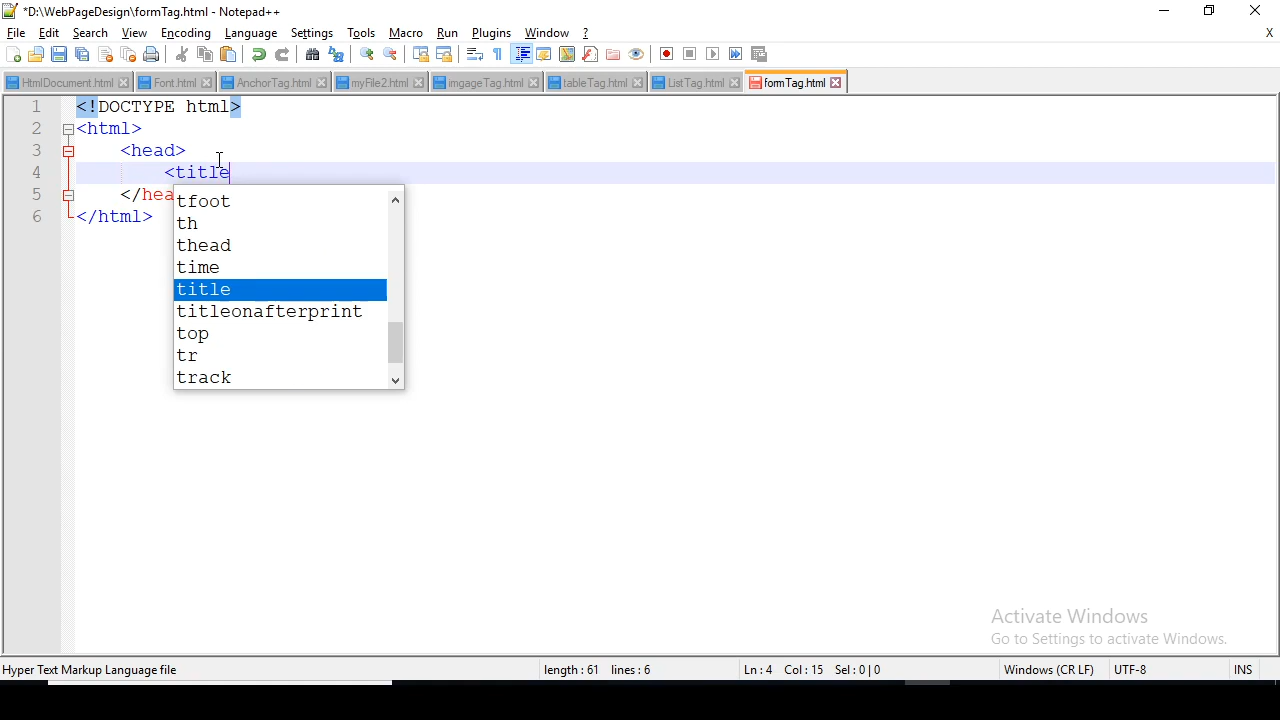 *D:\WebPageDesign\formTag.html - Notepad++
File Edit Search View Encoding Language Settings Tools Macro Run Plugins Window ? X
HtmlDocument.html Font.html AnchorTag.html myFile2.html imgageTag.html tableTag.html ListTag.html formTag.html
1 <!DOCTYPE html>
2 <html>
3 <head>
4 <title
5 </hea
6 </html>
tfoot
th
thead
time
title
titleonafterprint
top
tr
track
Activate Windows
Go to Settings to activate Windows.
Hyper Text Markup Language file length : 61 lines : 6 Ln : 4 Col : 15 Sel : 0 | 0 Windows (CR LF) UTF-8 INS